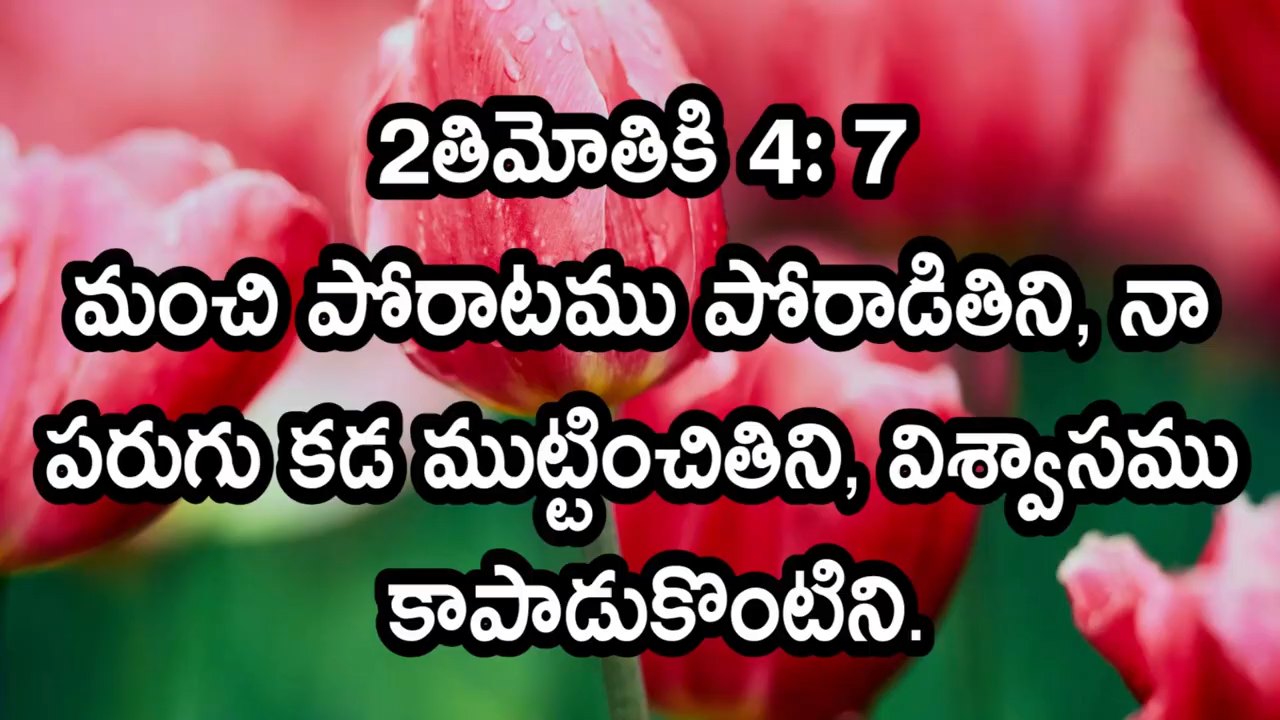 2తిమోతికి 4: 7
మంచి పోరాటము పోరాడితిని, నా
పరుగు కడ ముట్టించితిని, విశ్వాసము
కాపాడుకొంటిని.